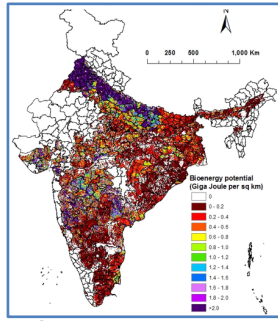 N
0 250 500 1,000 Km
Bioenergy potential
(Giga Joule per sq km)
0
0 - 0.2
0.2 - 0.4
0.4 - 0.6
0.6 - 0.8
0.8 - 1.0
1.0 - 1.2
1.2 - 1.4
1.4 - 1.6
1.6 - 1.8
1.8 - 2.0
>2.0